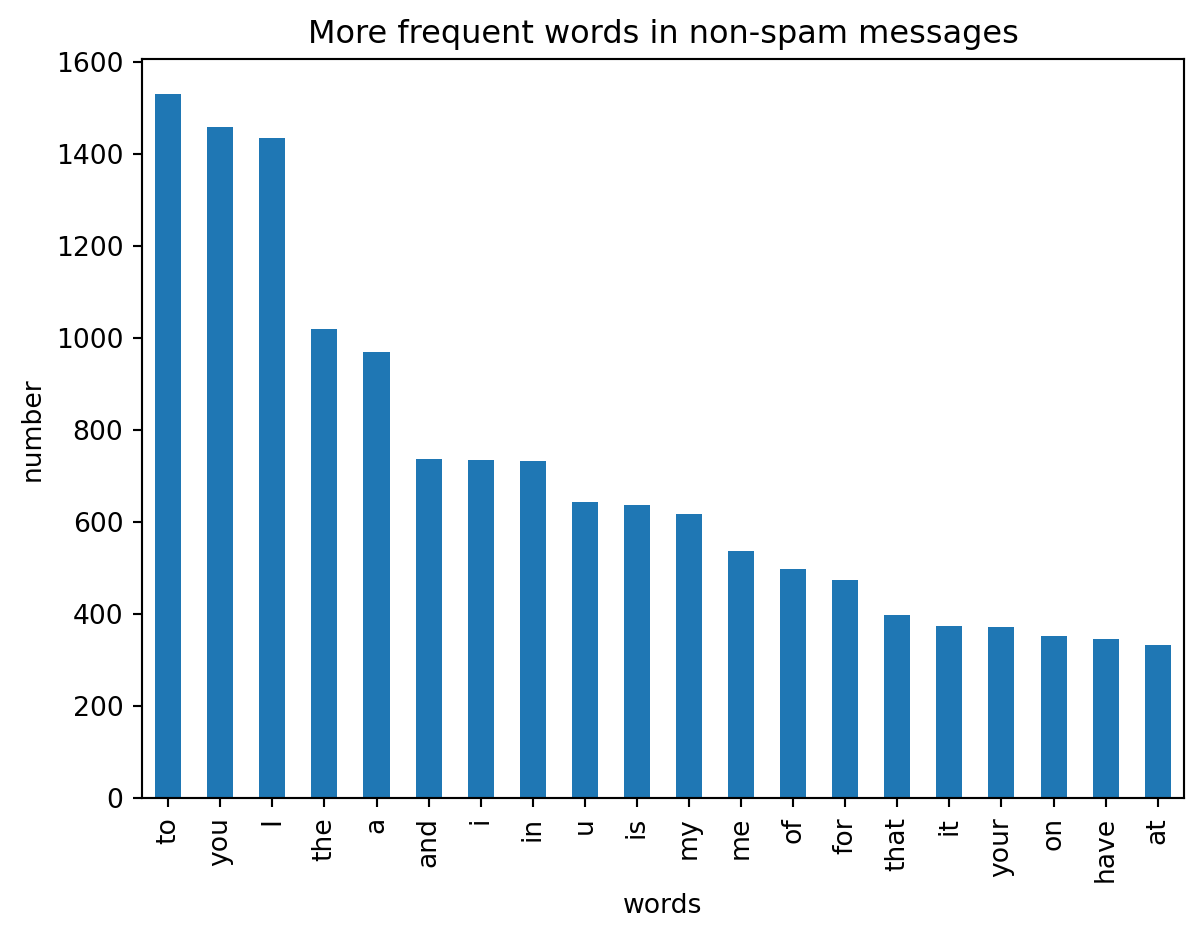 More frequent words in non-spam messages
1600
1400
1200
1000
800
600
400
200
0
number
to
you
I
the
a
and
i
in
u
is
my
me
of
for
that
it
your
on
have
at
words